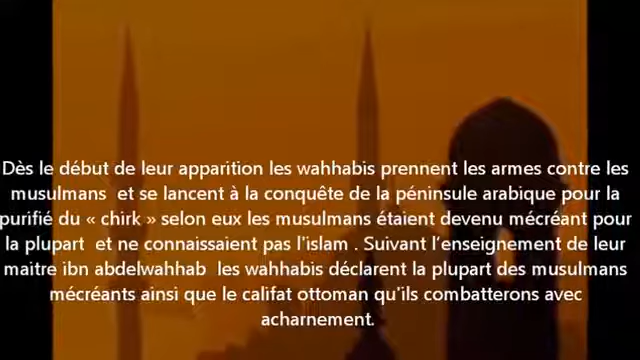 Dès le début de leur apparition les wahhabis prennent les armes contre les
musulmans et se lancent à la conquête de la péninsule arabique pour la
purifié du « chirk » selon eux les musulmans étaient devenu mécréant pour
la plupart et ne connaissaient pas l'islam . Suivant l’enseignement de leur
maitre ibn abdelwahhab les wahhabis déclarent la plupart des musulmans
mécréants ainsi que le califat ottoman qu'ils combatterons avec
acharnement.